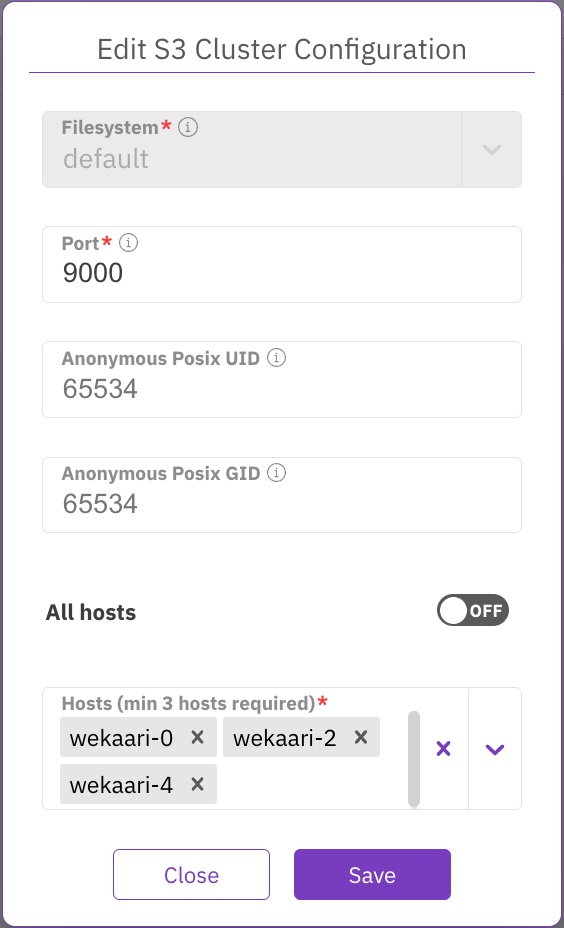 Edit S3 Cluster Configuration
Filesystem*
default
Port*
9000
Anonymous Posix UID
65534
Anonymous Posix GID
65534
All hosts OFF
Hosts (min 3 hosts required)*
wekaari-0 × wekaari-2 ×
wekaari-4 ×
Close Save